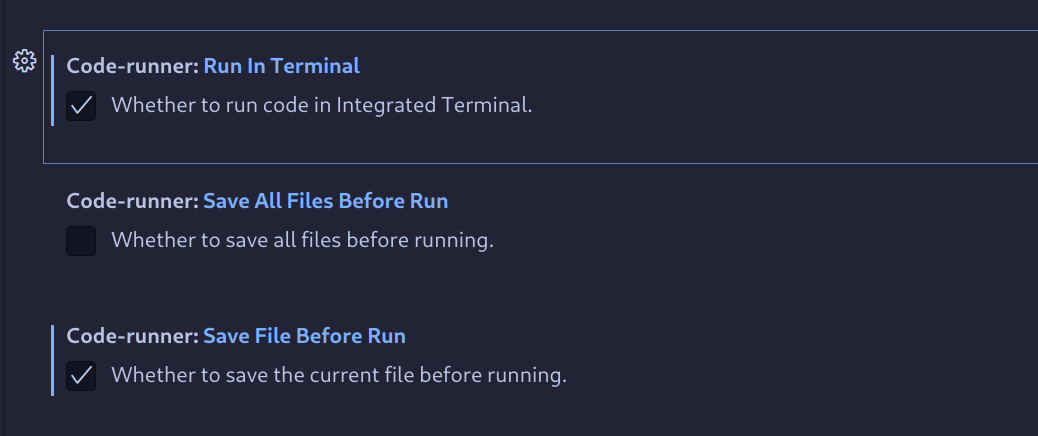 Code-runner: Run In Terminal
Whether to run code in Integrated Terminal.
Code-runner: Save All Files Before Run
Whether to save all files before running.
Code-runner: Save File Before Run
Whether to save the current file before running.